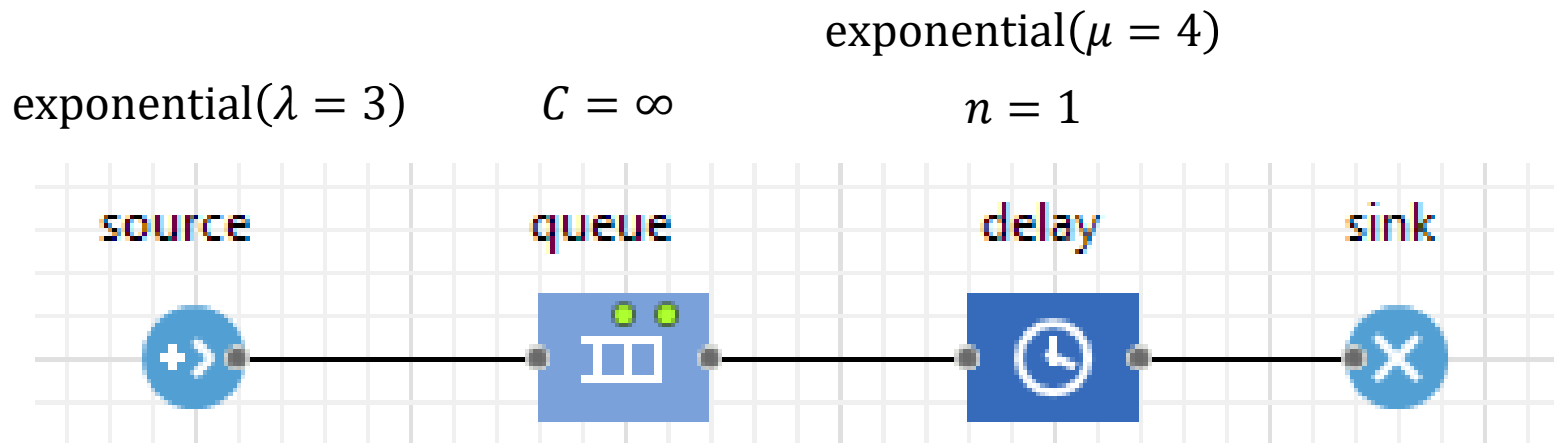 exponential(𝜇 = 4)
exponential(𝜆 = 3) 𝐶 = ∞ 𝑛 = 1
source queue delay sink